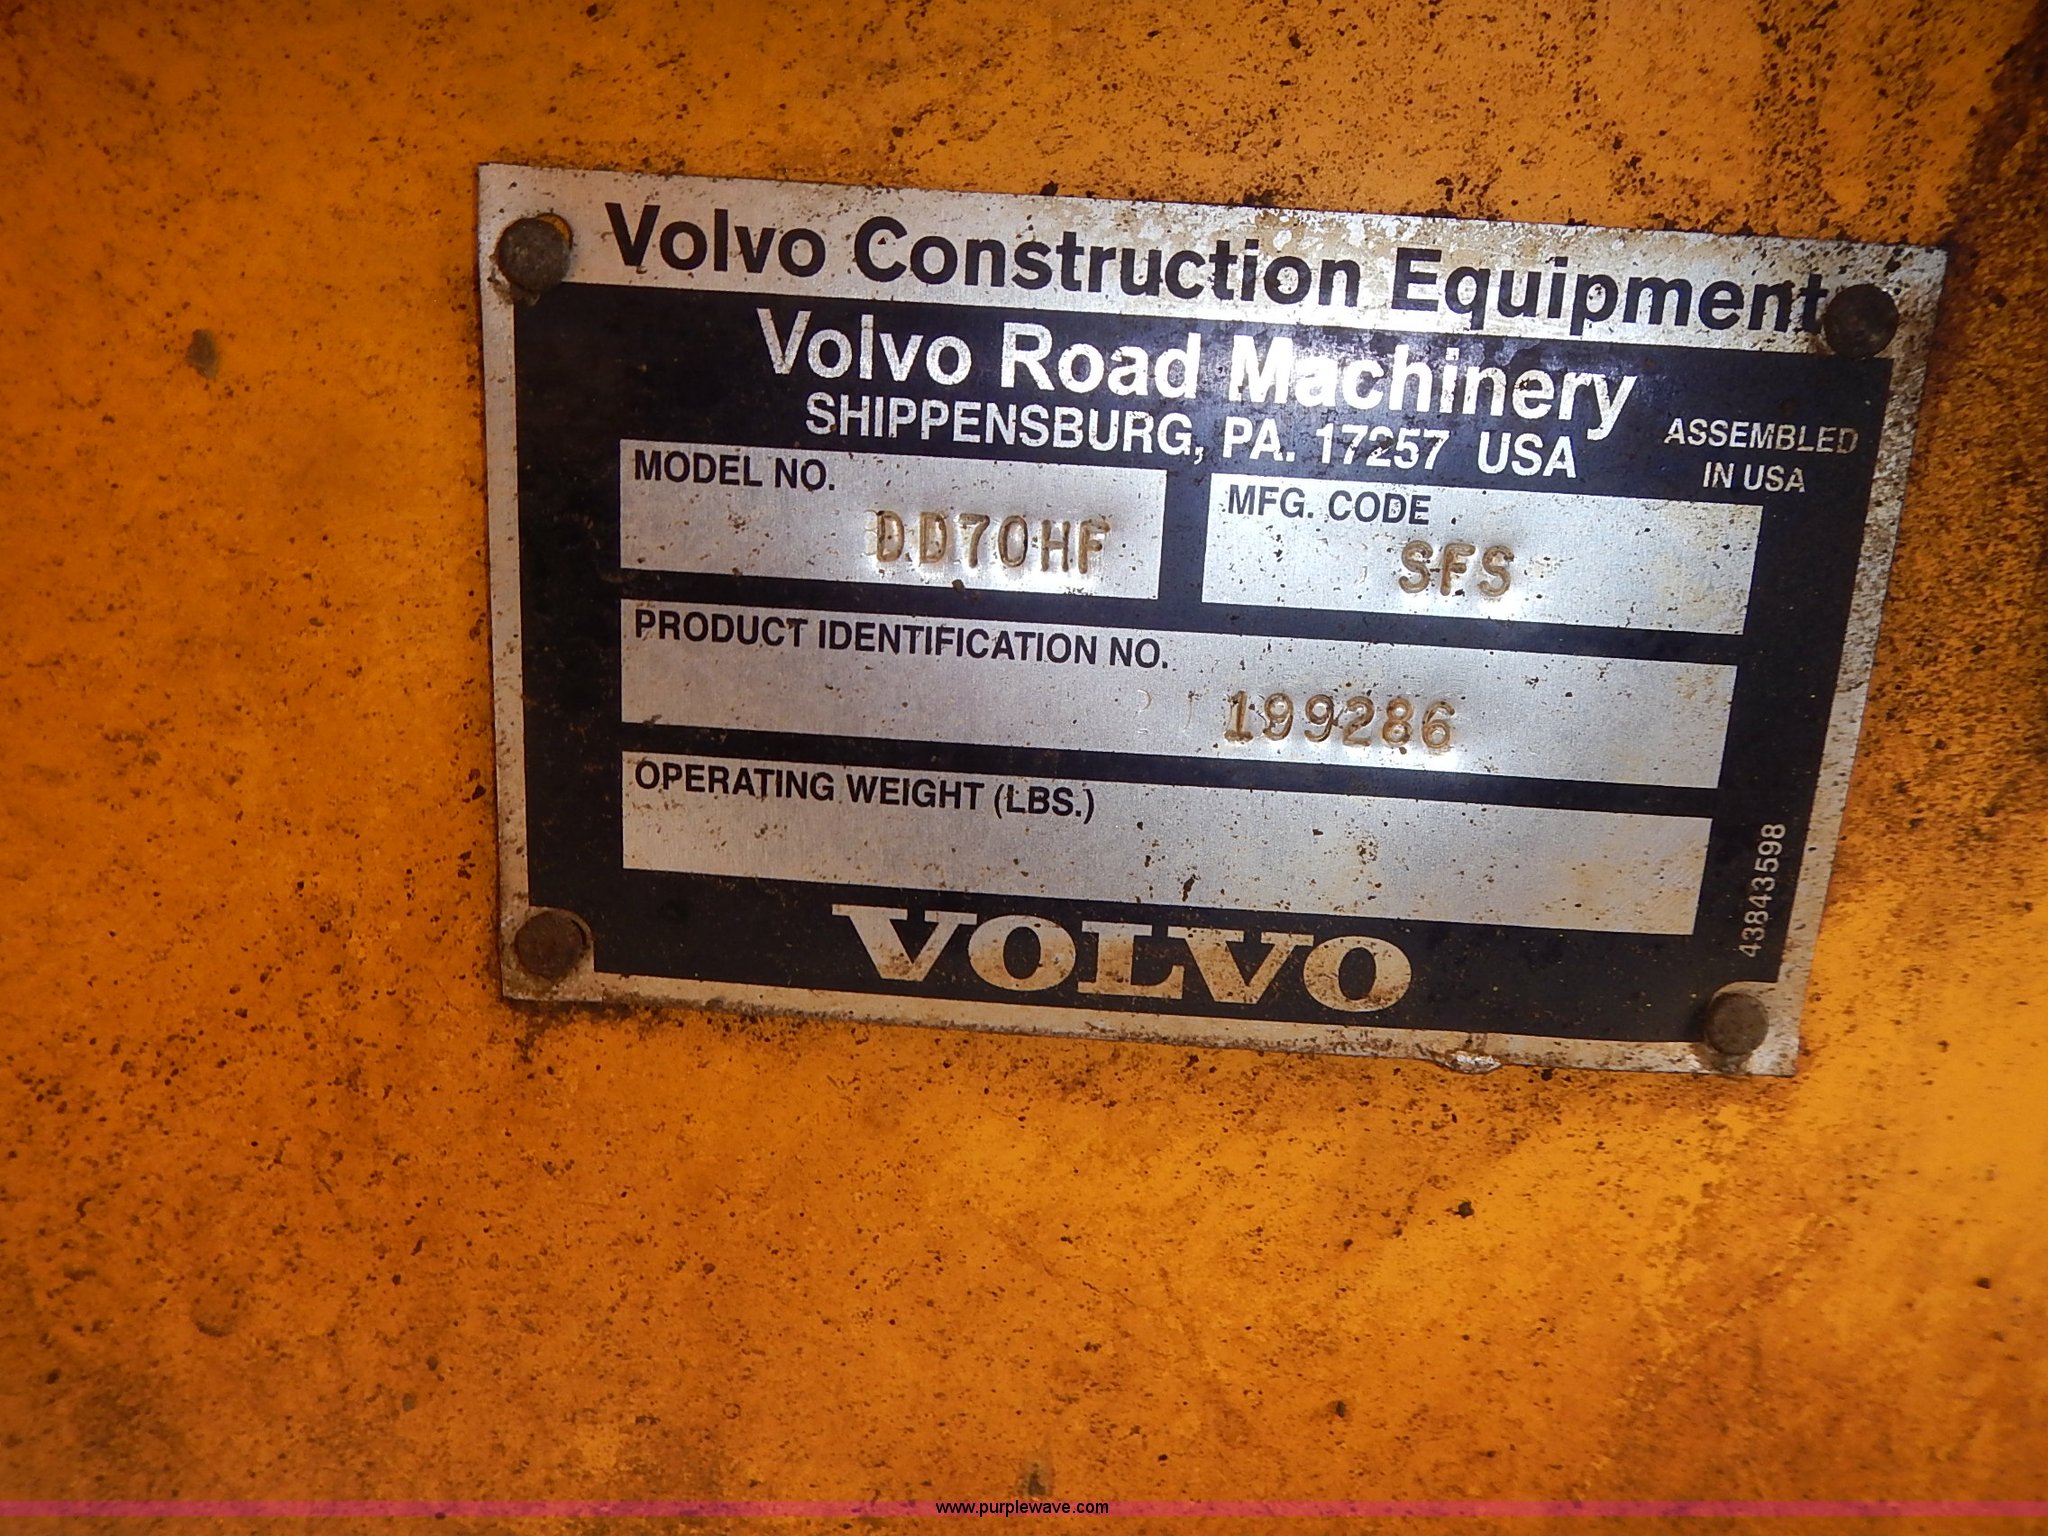 Volvo Construction Equipment
Volvo Road Machinery
SHIPPENSBURG, PA. 17257 USA
ASSEMBLED
IN USA
MODEL NO.
DD70HF
MFG. CODE
SFS
PRODUCT IDENTIFICATION NO.
199286
OPERATING WEIGHT (LBS.)
43843598
VOLVO
www.purplewave.com